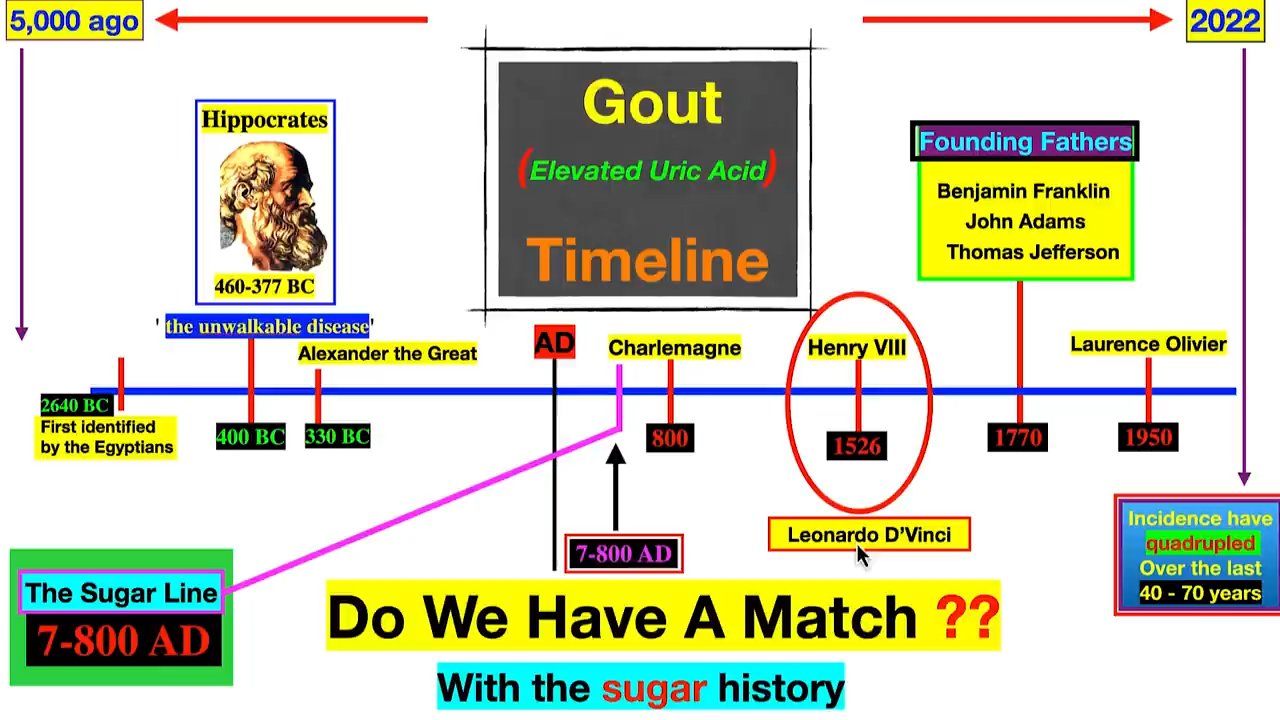 5,000 ago
2022
Gout
(Elevated Uric Acid)
Timeline
Hippocrates
460-377 BC
' the unwalkable disease'
Founding Fathers
Benjamin Franklin
John Adams
Thomas Jefferson
Alexander the Great
AD
Charlemagne
Henry VIII
Laurence Olivier
2640 BC
First identified
by the Egyptians
400 BC
330 BC
800
1526
1770
1950
7-800 AD
Leonardo D’Vinci
Incidence have
quadrupled
Over the last
40 - 70 years
The Sugar Line
7-800 AD
Do We Have A Match ??
With the sugar history